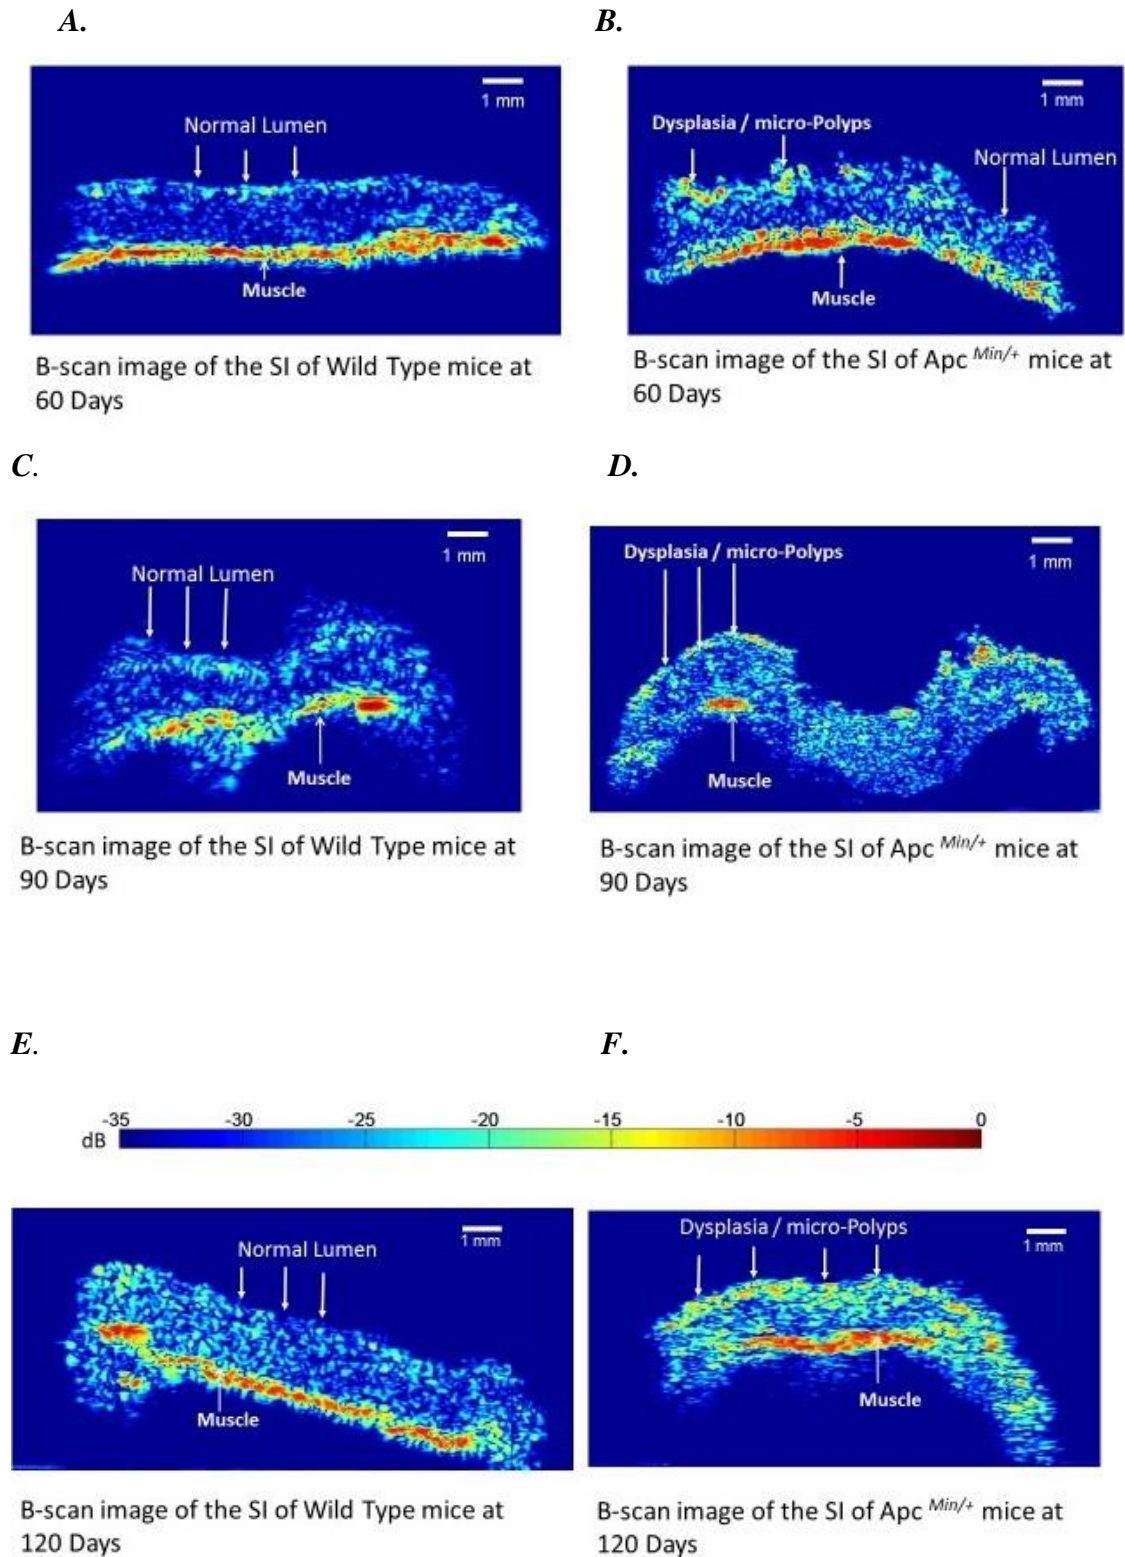 A.
B.
1 mm
Normal Lumen
Muscle
1 mm
Dysplasia / micro-Polyps
Normal Lumen
Muscle
B-scan image of the SI of Wild Type mice at
60 Days
B-scan image of the SI of Apc Min/+ mice at
60 Days
C.
D.
1 mm
Normal Lumen
Muscle
Dysplasia / micro-Polyps
1 mm
Muscle
B-scan image of the SI of Wild Type mice at
90 Days
B-scan image of the SI of Apc Min/+ mice at
90 Days
E.
F.
-35 -30 -25 -20 -15 -10 -5 0
dB
1 mm
Normal Lumen
Muscle
Dysplasia / micro-Polyps
1 mm
Muscle
B-scan image of the SI of Wild Type mice at
120 Days
B-scan image of the SI of Apc Min/+ mice at
120 Days